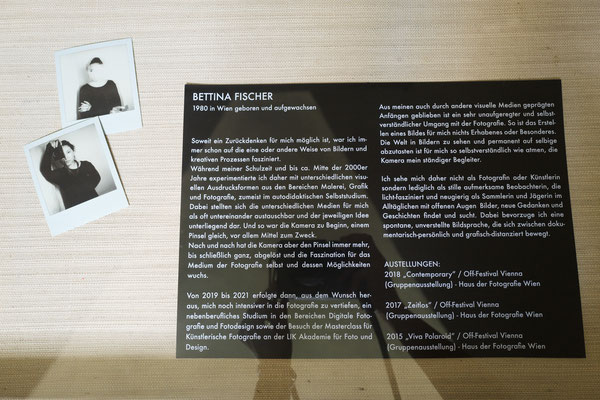 BETTINA FISCHER
1980 in Wien geboren und aufgewachsen
Soweit ein Zurückdenken für mich möglich ist, war ich im-
mer schon auf die eine oder andere Weise von Bildern und
kreativen Prozessen fasziniert.
Während meiner Schulzeit und bis ca. Mitte der 2000er
Jahre experimentierte ich daher mit unterschiedlichen visu-
ellen Ausdrucksformen aus den Bereichen Malerei, Grafik
und Fotografie, zumeist im autodidaktischen Selbststudium.
Dabei stellten sich die unterschiedlichen Medien für mich
als oft untereinander austauschbar und der jeweiligen Idee
unterliegend dar. Und so war die Kamera zu Beginn, einem
Pinsel gleich, vor allem Mittel zum Zweck.
Nach und nach hat die Kamera aber den Pinsel immer mehr,
bis schließlich ganz, abgelöst und die Faszination für das
Medium der Fotografie selbst und dessen Möglichkeiten
wuchs.
Von 2019 bis 2021 erfolgte dann, aus dem Wunsch her-
aus, mich noch intensiver in die Fotografie zu vertiefen, ein
nebenberufliches Studium in den Bereichen Digitale Foto-
grafie und Fotodesign sowie der Besuch der Masterclass für
Künstlerische Fotografie an der LIK Akademie für Foto und
Design.
Aus meinen auch durch andere visuelle Medien geprägten
Anfängen geblieben ist ein sehr unaufgeregter und selbst-
verständlicher Umgang mit der Fotografie. So ist das Erstel-
len eines Bildes für mich nichts Erhabenes oder Besonderes.
Die Welt in Bildern zu sehen und permanent auf selbige
abzutasten ist für mich so selbstverständlich wie atmen, die
Kamera mein ständiger Begleiter.
Ich sehe mich daher nicht als Fotografin oder Künstlerin
sondern lediglich als stille aufmerksame Beobachterin, die
licht-fasziniert und neugierig als Sammlerin und Jägerin im
Alltäglichen mit offenen Augen Bilder, neue Gedanken und
Geschichten findet und sucht. Dabei bevorzuge ich eine
spontane, unverstellte Bildsprache, die sich zwischen doku-
mentarisch-persönlich und grafisch-distanziert bewegt.
AUSTELLUNGEN:
2018 „Contemporary“ / Off-Festival Vienna
(Gruppenausstellung) - Haus der Fotografie Wien
2017 „Zeitlos“ / Off-Festival Vienna
(Gruppenausstellung) - Haus der Fotografie Wien
2015 „Viva Polaroid“ / Off-Festival Vienna
(Gruppenausstellung) - Haus der Fotografie Wien